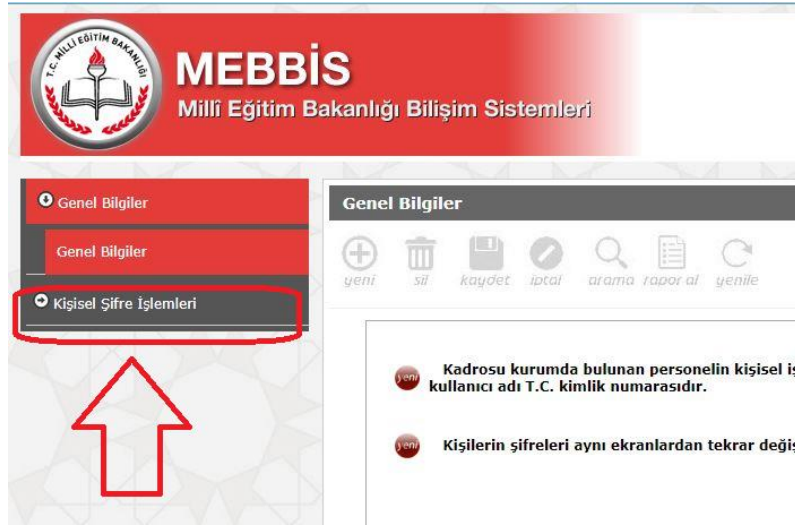 T.C. MİLLİ EĞİTİM BAKANLIĞI
MEBBİS
Millî Eğitim Bakanlığı Bilişim Sistemleri
Genel Bilgiler
Genel Bilgiler
Kişisel Şifre İşlemleri
Genel Bilgiler
yeni sil kaydet iptal arama rapor al yenile
yeni Kadrosu kurumda bulunan personelin kişisel iş
kullanıcı adı T.C. kimlik numarasıdır.
yeni Kişilerin şifreleri aynı ekranlardan tekrar değiş